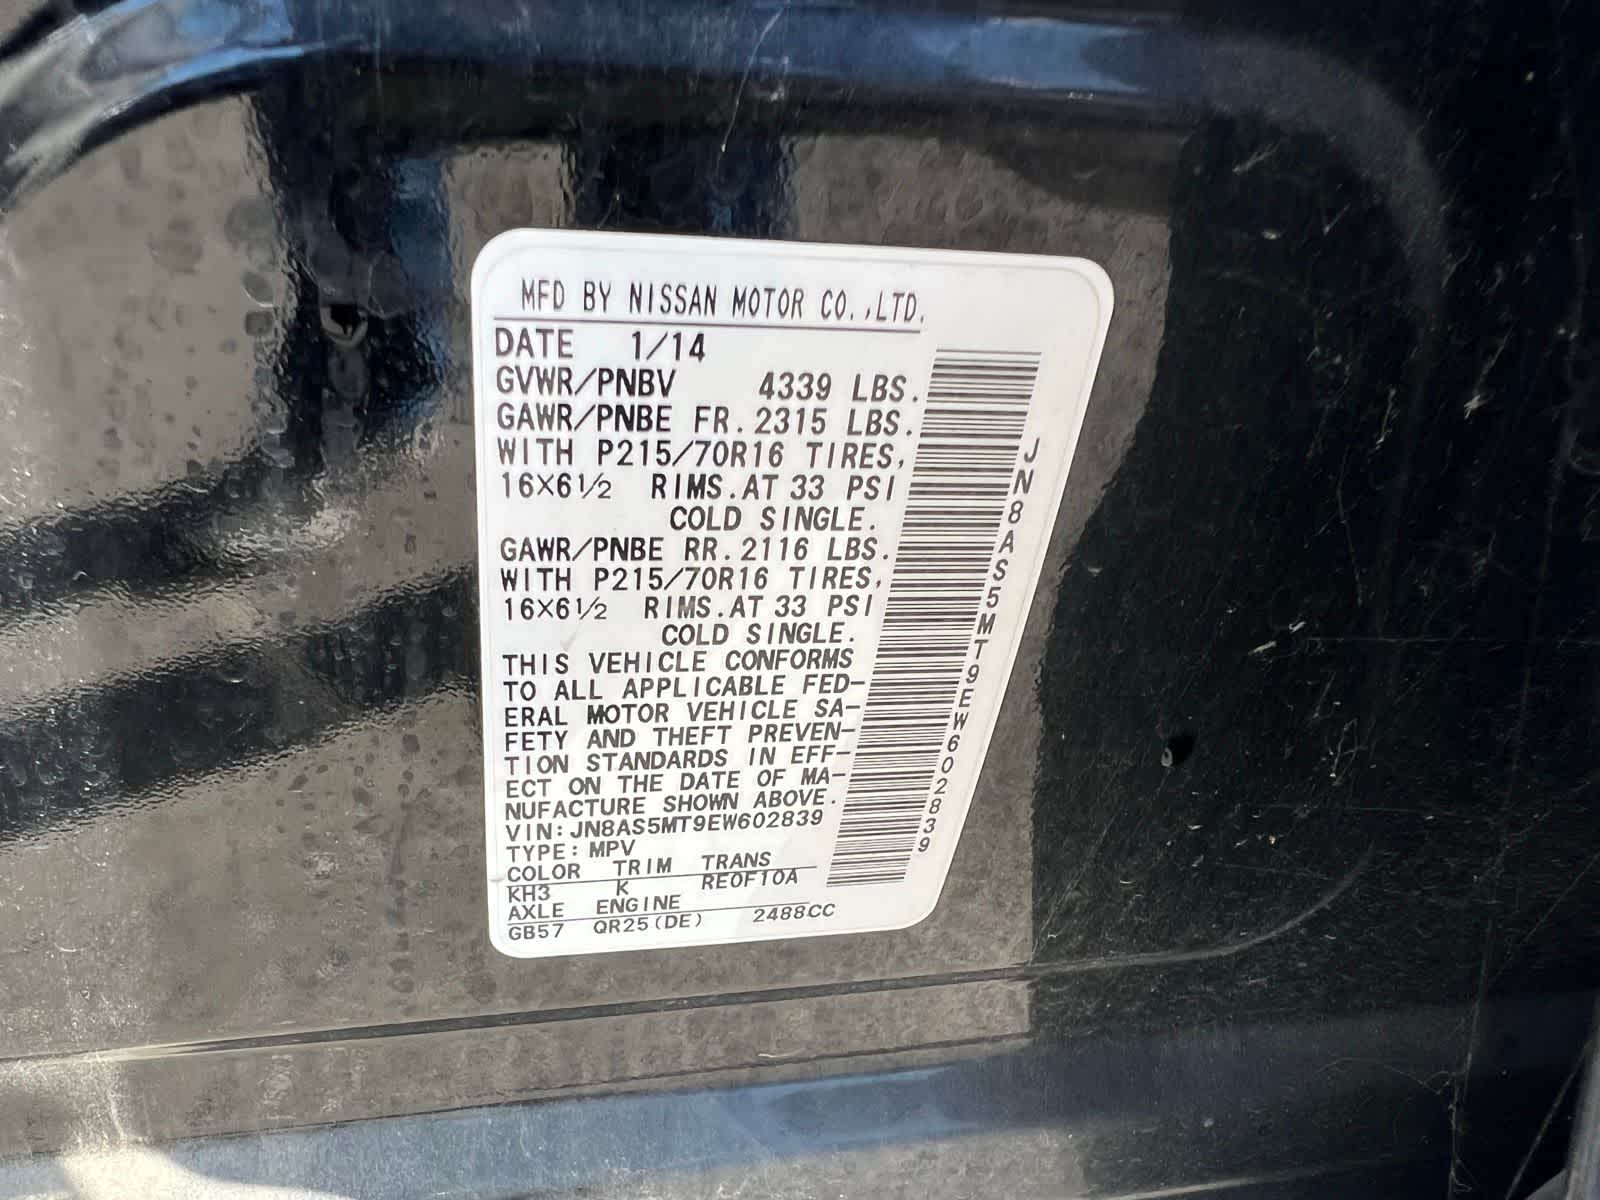 MFD BY NISSAN MOTOR CO.,LTD.
DATE 1/14
GVWR/PNBV 4339 LBS.
GAWR/PNBE FR. 2315 LBS.
WITH P215/70R16 TIRES,
16X6½ RIMS. AT 33 PSI
COLD SINGLE.
GAWR/PNBE RR. 2116 LBS.
WITH P215/70R16 TIRES,
16X6½ RIMS. AT 33 PSI
COLD SINGLE.
THIS VEHICLE CONFORMS
TO ALL APPLICABLE FED-
ERAL MOTOR VEHICLE SA-
FETY AND THEFT PREVEN-
TION STANDARDS IN EFF-
ECT ON THE DATE OF MA-
NUFACTURE SHOWN ABOVE.
VIN: JN8AS5MT9EW602839
TYPE: MPV
COLOR TRIM TRANS
KH3 K RE0F10A
AXLE ENGINE
GB57 QR25(DE) 2488CC
JN8AS5MT9EW602839